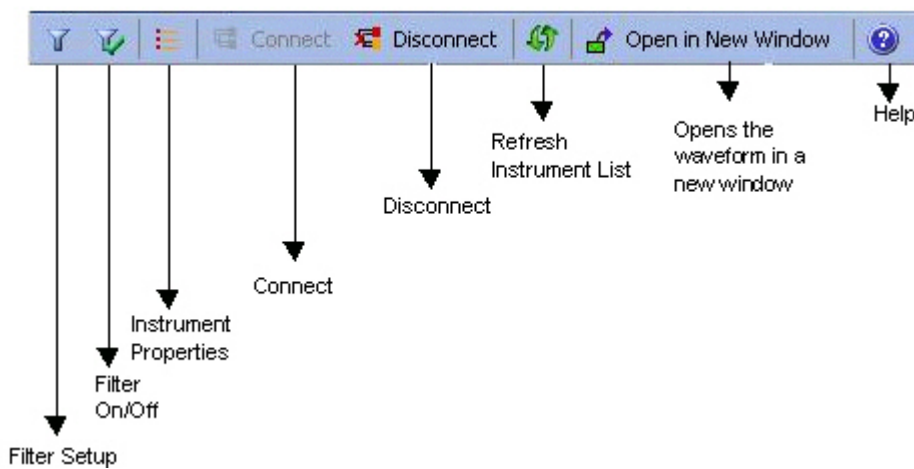 Connect
Disconnect
Open in New Window
?
Help
Opens the
waveform in a
new window
Refresh
Instrument List
Disconnect
Connect
Instrument
Properties
Filter
On/Off
Filter Setup